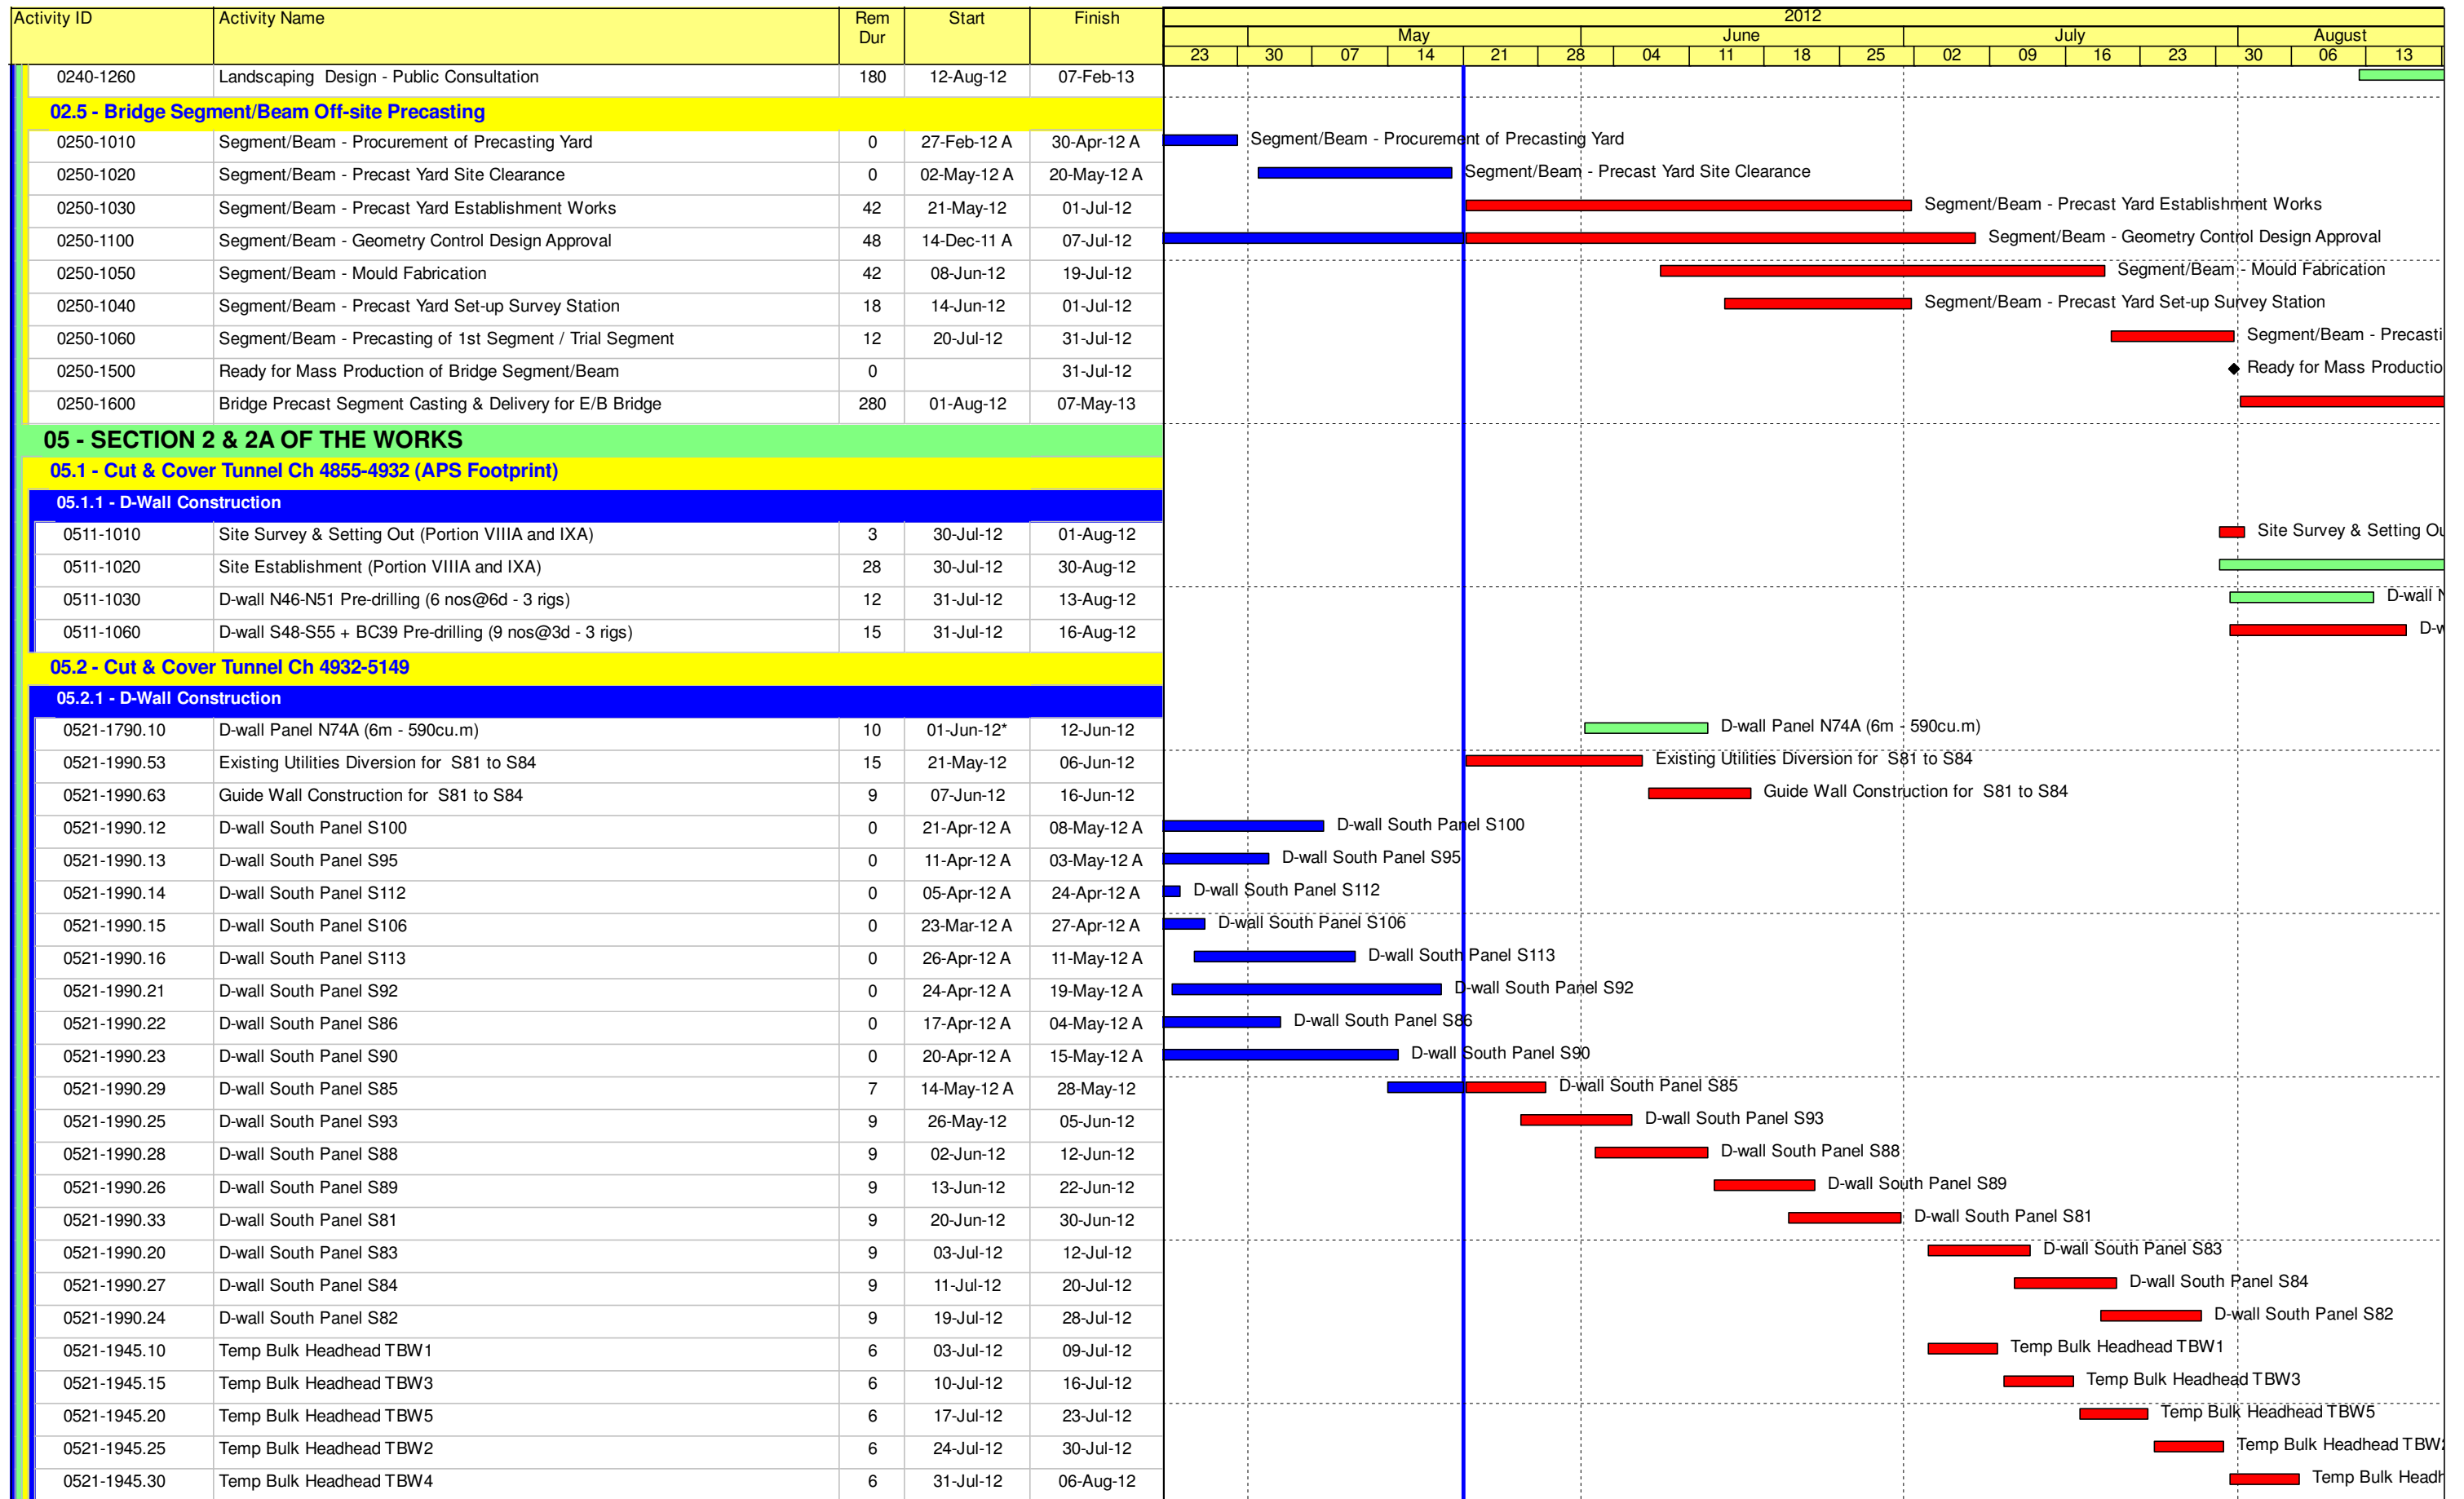 Activity ID Activity Name Rem Dur Start Finish 2012
May June July August
23 30 07 14 21 28 04 11 18 25 02 09 16 23 30 06 13
0240-1260 Landscaping Design - Public Consultation 180 12-Aug-12 07-Feb-13
02.5 - Bridge Segment/Beam Off-site Precasting
0250-1010 Segment/Beam - Procurement of Precasting Yard 0 27-Feb-12 A 30-Apr-12 A Segment/Beam - Procurement of Precasting Yard
0250-1020 Segment/Beam - Precast Yard Site Clearance 0 02-May-12 A 20-May-12 A Segment/Beam - Precast Yard Site Clearance
0250-1030 Segment/Beam - Precast Yard Establishment Works 42 21-May-12 01-Jul-12 Segment/Beam - Precast Yard Establishment Works
0250-1100 Segment/Beam - Geometry Control Design Approval 48 14-Dec-11 A 07-Jul-12 Segment/Beam - Geometry Control Design Approval
0250-1050 Segment/Beam - Mould Fabrication 42 08-Jun-12 19-Jul-12 Segment/Beam - Mould Fabrication
0250-1040 Segment/Beam - Precast Yard Set-up Survey Station 18 14-Jun-12 01-Jul-12 Segment/Beam - Precast Yard Set-up Survey Station
0250-1060 Segment/Beam - Precasting of 1st Segment / Trial Segment 12 20-Jul-12 31-Jul-12 Segment/Beam - Precasti
0250-1500 Ready for Mass Production of Bridge Segment/Beam 0 31-Jul-12 Ready for Mass Productio
0250-1600 Bridge Precast Segment Casting & Delivery for E/B Bridge 280 01-Aug-12 07-May-13
05 - SECTION 2 & 2A OF THE WORKS
05.1 - Cut & Cover Tunnel Ch 4855-4932 (APS Footprint)
05.1.1 - D-Wall Construction
0511-1010 Site Survey & Setting Out (Portion VIIIA and IXA) 3 30-Jul-12 01-Aug-12 Site Survey & Setting Ou
0511-1020 Site Establishment (Portion VIIIA and IXA) 28 30-Jul-12 30-Aug-12
0511-1030 D-wall N46-N51 Pre-drilling (6 nos@6d - 3 rigs) 12 31-Jul-12 13-Aug-12 D-wall N
0511-1060 D-wall S48-S55 + BC39 Pre-drilling (9 nos@3d - 3 rigs) 15 31-Jul-12 16-Aug-12 D-w
05.2 - Cut & Cover Tunnel Ch 4932-5149
05.2.1 - D-Wall Construction
0521-1790.10 D-wall Panel N74A (6m - 590cu.m) 10 01-Jun-12* 12-Jun-12 D-wall Panel N74A (6m - 590cu.m)
0521-1990.53 Existing Utilities Diversion for S81 to S84 15 21-May-12 06-Jun-12 Existing Utilities Diversion for S81 to S84
0521-1990.63 Guide Wall Construction for S81 to S84 9 07-Jun-12 16-Jun-12 Guide Wall Construction for S81 to S84
0521-1990.12 D-wall South Panel S100 0 21-Apr-12 A 08-May-12 A D-wall South Panel S100
0521-1990.13 D-wall South Panel S95 0 11-Apr-12 A 03-May-12 A D-wall South Panel S95
0521-1990.14 D-wall South Panel S112 0 05-Apr-12 A 24-Apr-12 A D-wall South Panel S112
0521-1990.15 D-wall South Panel S106 0 23-Mar-12 A 27-Apr-12 A D-wall South Panel S106
0521-1990.16 D-wall South Panel S113 0 26-Apr-12 A 11-May-12 A D-wall South Panel S113
0521-1990.21 D-wall South Panel S92 0 24-Apr-12 A 19-May-12 A D-wall South Panel S92
0521-1990.22 D-wall South Panel S86 0 17-Apr-12 A 04-May-12 A D-wall South Panel S86
0521-1990.23 D-wall South Panel S90 0 20-Apr-12 A 15-May-12 A D-wall South Panel S90
0521-1990.29 D-wall South Panel S85 7 14-May-12 A 28-May-12 D-wall South Panel S85
0521-1990.25 D-wall South Panel S93 9 26-May-12 05-Jun-12 D-wall South Panel S93
0521-1990.28 D-wall South Panel S88 9 02-Jun-12 12-Jun-12 D-wall South Panel S88
0521-1990.26 D-wall South Panel S89 9 13-Jun-12 22-Jun-12 D-wall South Panel S89
0521-1990.33 D-wall South Panel S81 9 20-Jun-12 30-Jun-12 D-wall South Panel S81
0521-1990.20 D-wall South Panel S83 9 03-Jul-12 12-Jul-12 D-wall South Panel S83
0521-1990.27 D-wall South Panel S84 9 11-Jul-12 20-Jul-12 D-wall South Panel S84
0521-1990.24 D-wall South Panel S82 9 19-Jul-12 28-Jul-12 D-wall South Panel S82
0521-1945.10 Temp Bulk Headhead TBW1 6 03-Jul-12 09-Jul-12 Temp Bulk Headhead TBW1
0521-1945.15 Temp Bulk Headhead TBW3 6 10-Jul-12 16-Jul-12 Temp Bulk Headhead TBW3
0521-1945.20 Temp Bulk Headhead TBW5 6 17-Jul-12 23-Jul-12 Temp Bulk Headhead TBW5
0521-1945.25 Temp Bulk Headhead TBW2 6 24-Jul-12 30-Jul-12 Temp Bulk Headhead TBW2
0521-1945.30 Temp Bulk Headhead TBW4 6 31-Jul-12 06-Aug-12 Temp Bulk Headh